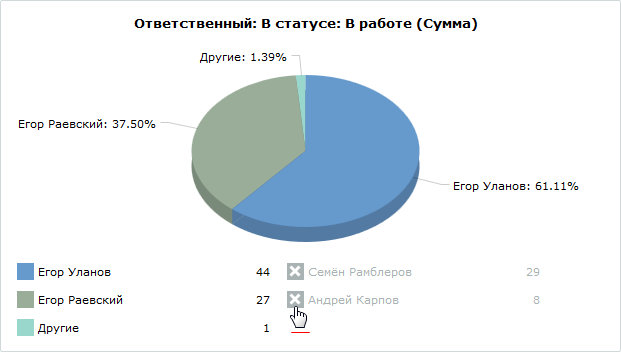 Ответственный: В статусе: В работе (Сумма)
Другие: 1.39%
Егор Раевский: 37.50%
Егор Уланов: 61.11%
Егор Уланов 44 Семён Рамблеров 29
Егор Раевский 27 Андрей Карпов 8
Другие 1